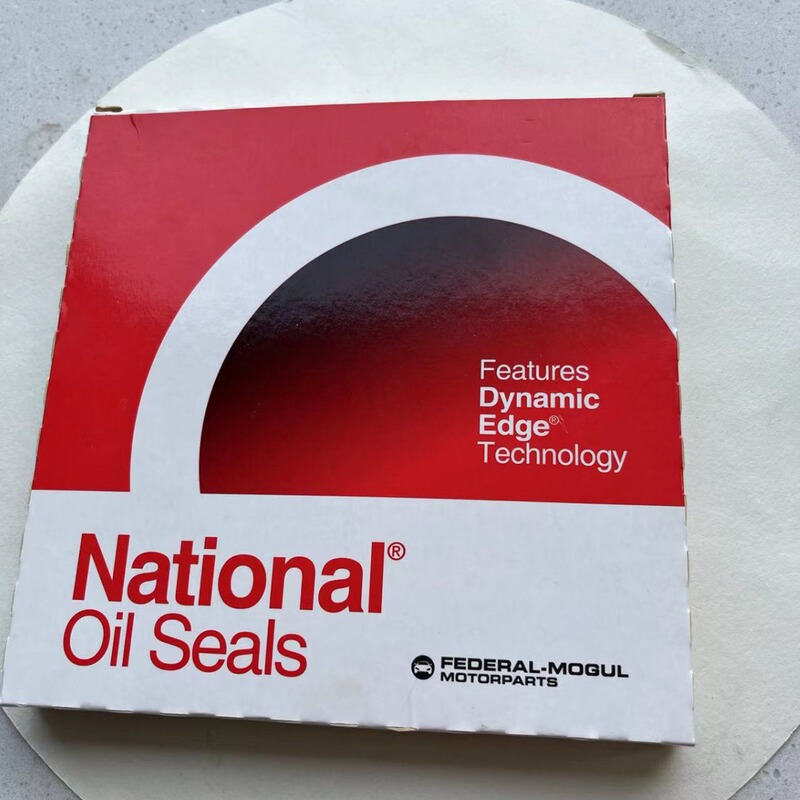 Features
Dynamic
Edge®
Technology
National®
Oil Seals
FEDERAL-MOGUL
MOTORPARTS